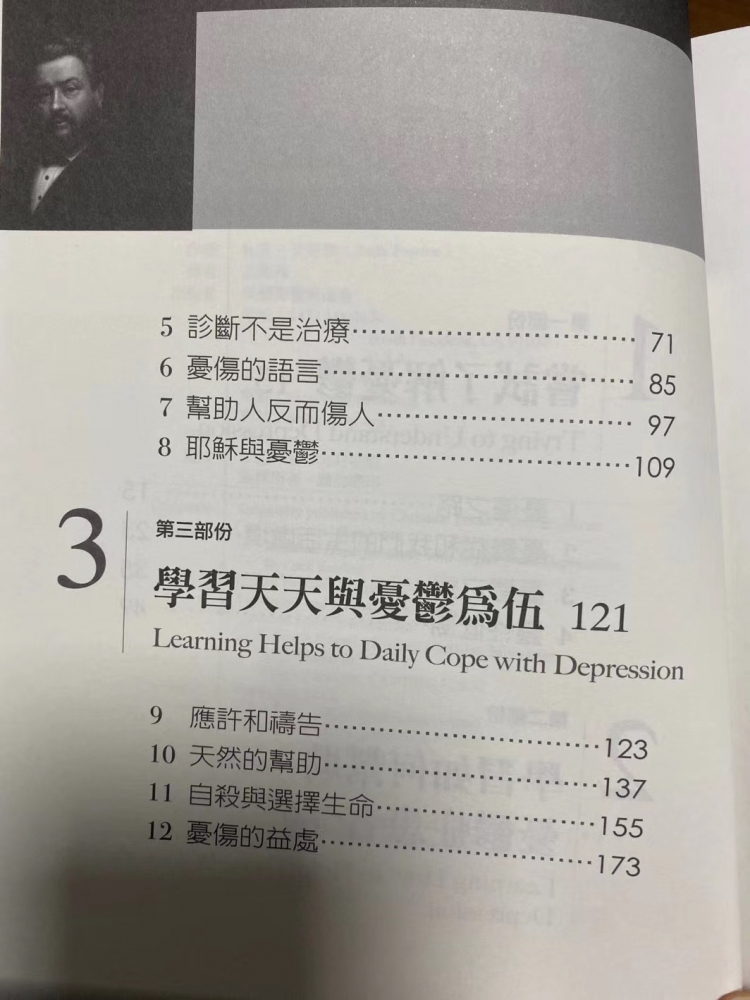 5 診斷不是治療…………………………71
6 憂傷的語言……………………………85
7 幫助人反而傷人………………………97
8 耶穌與憂鬱……………………………109
3
第三部份
學習天天與憂鬱爲伍 121
Learning Helps to Daily Cope with Depression
9 應許和禱告……………………………123
10 天然的幫助……………………………137
11 自殺與選擇生命………………………155
12 憂傷的益處……………………………173